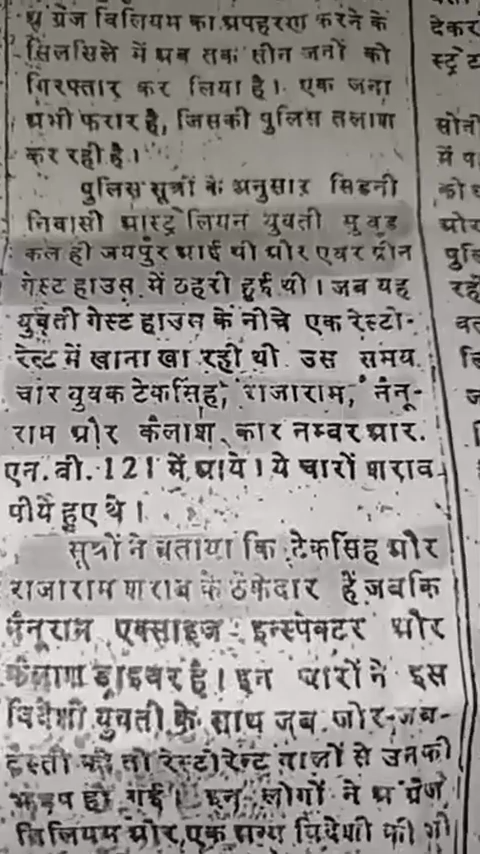 ध ग्रेज विलियम का अपहरण करने के
सिलसिले में अब तक तीन जनों को
गिरफ्तार कर लिया है। एक जना
अभी फरार है, जिसकी पुलिस तलाश
कर रही है।
पुलिस सूत्रों के अनुसार सिडनी
निवासी आस्ट्रेलियन युवती
कल ही जयपुर आई थी और एवर ग्रीन
गेस्ट हाउस में ठहरी हुई थी। जब यह
युवती गेस्ट हाउस के नीचे एक रेस्टो-
रेन्ट में खाना खा रही थी उस समय
चार युवक टेकसिंह, राजाराम, नैनू-
राम और कैलाश कार नम्बर आर.
एन. बी. 121 में आये। ये चारों शराब
पीये हुए थे।
सूत्रों ने बताया कि टेकसिंह और
राजाराम शराब के ठेकेदार हैं जबकि
नैनूराम एक्साइज इन्स्पेक्टर और
कैलाश ड्राइवर है। इन चारों ने इस
विदेशी युवती के साथ जब जोर-जब-
दस्ती की तो रेस्टोरेन्ट वालों से उनकी
झड़प हो गई। इन लोगों ने अंग्रेज
विलियम और एक अन्य विदेशी की भी
देकर
स्ट्रेट
सोनी
में प
को
और
पुलि
रहे
वत